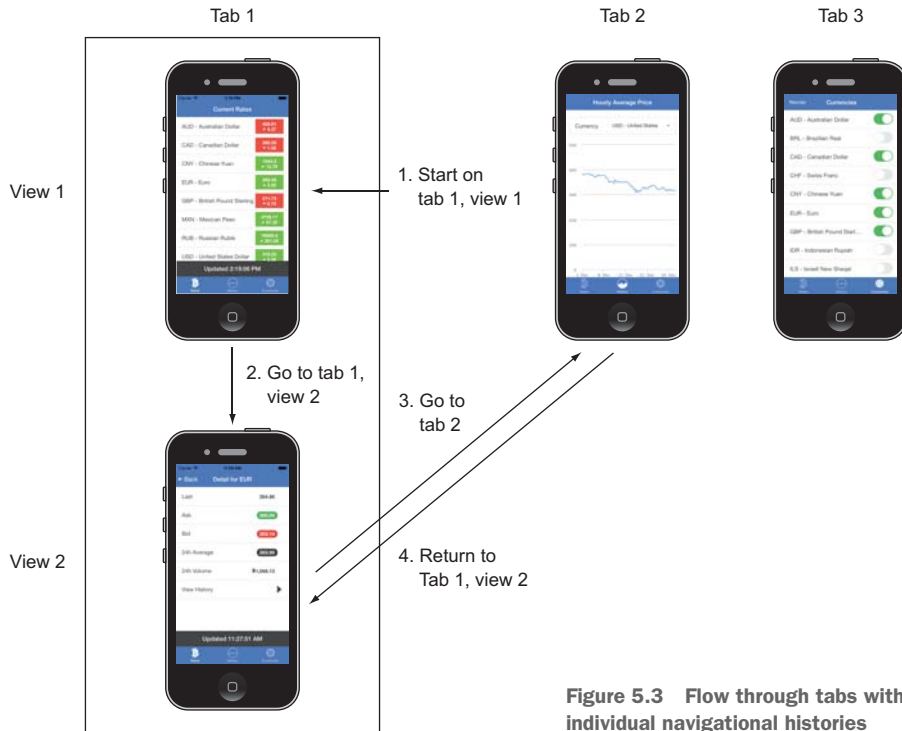 Tab 1
Tab 2
Tab 3
View 1
Current Rates
AUD - Australian Dollar
CAD - Canadian Dollar
CNY - Chinese Yuan
EUR - Euro
GBP - British Pound Sterling
MXN - Mexican Peso
RUB - Russian Ruble
USD - United States Dollar
Updated 2:19:06 PM
1. Start on
tab 1, view 1
Hourly Average Price
Currency
USD - United States
Reorder
Currencies
AUD - Australian Dollar
BRL - Brazilian Real
CAD - Canadian Dollar
CHF - Swiss Franc
CNY - Chinese Yuan
EUR - Euro
GBP - British Pound Sterl...
IDR - Indonesian Rupiah
ILS - Israeli New Sheqel
2. Go to tab 1,
view 2
3. Go to
tab 2
View 2
Back
Detail for EUR
Last
Ask
Bid
24h Average
24h Volume
View History
Updated 11:27:51 AM
4. Return to
Tab 1, view 2
Figure 5.3 Flow through tabs with
individual navigational histories